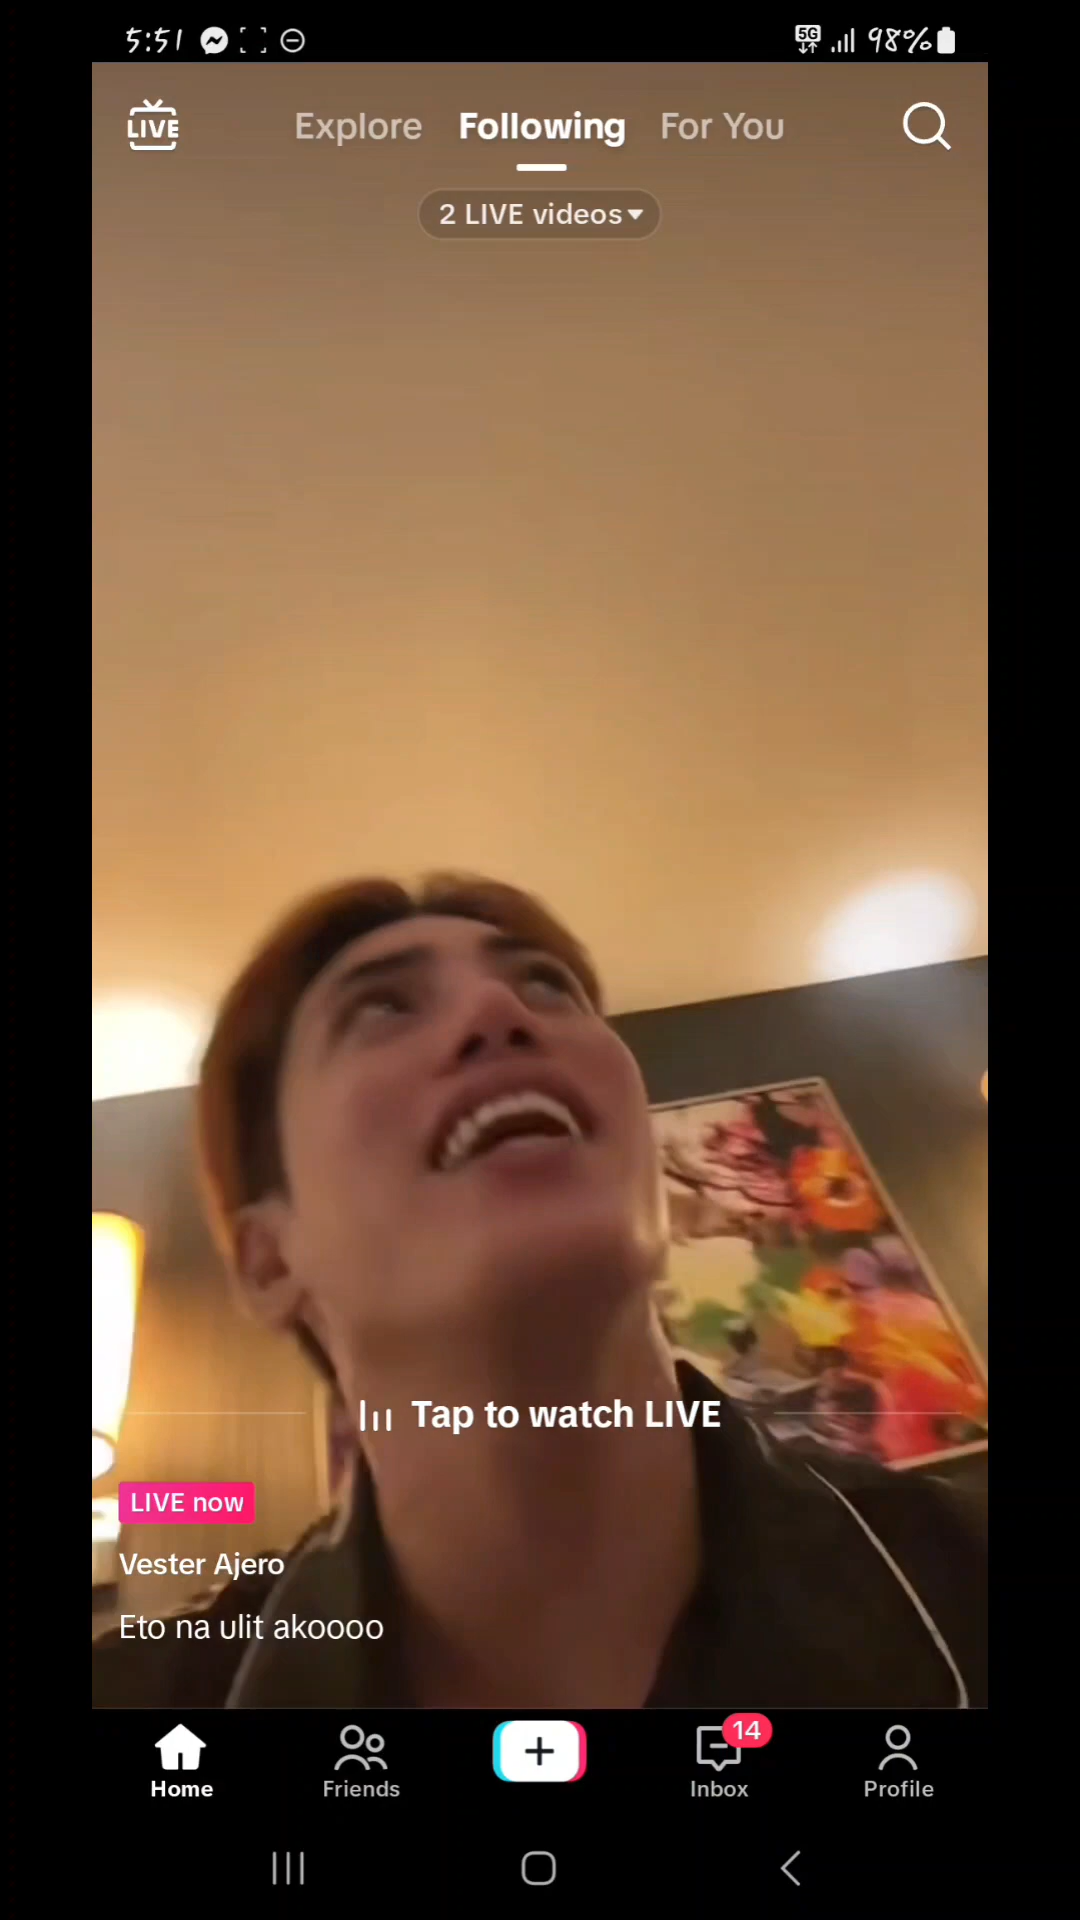 5:51
5G
98%
LIVE
Explore
Following
For You
2 LIVE videos
Tap to watch LIVE
LIVE now
Vester Ajero
Eto na ulit akoooo
14
Home
Friends
Inbox
Profile